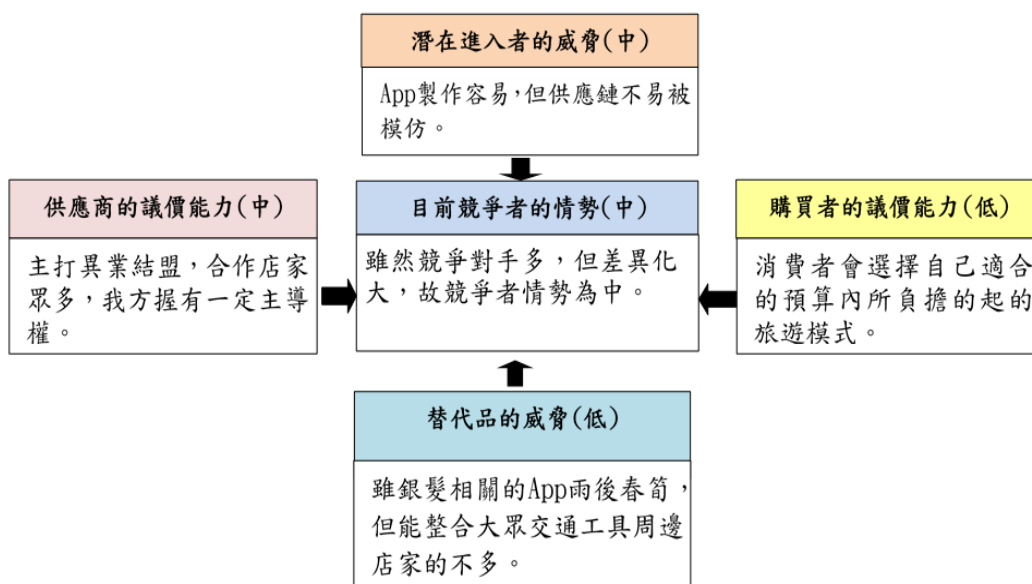 潛在進入者的威脅(中)
App製作容易，但供應鏈不易被
模仿。
供應商的議價能力(中)
主打異業結盟，合作店家
眾多，我方握有一定主導
權。
目前競爭者的情勢(中)
雖然競爭對手多，但差異化
大，故競爭者情勢為中。
購買者的議價能力(低)
消費者會選擇自己適合
的預算內所負擔的起的
旅遊模式。
替代品的威脅(低)
雖銀髮相關的App雨後春筍，
但能整合大眾交通工具周邊
店家的不多。